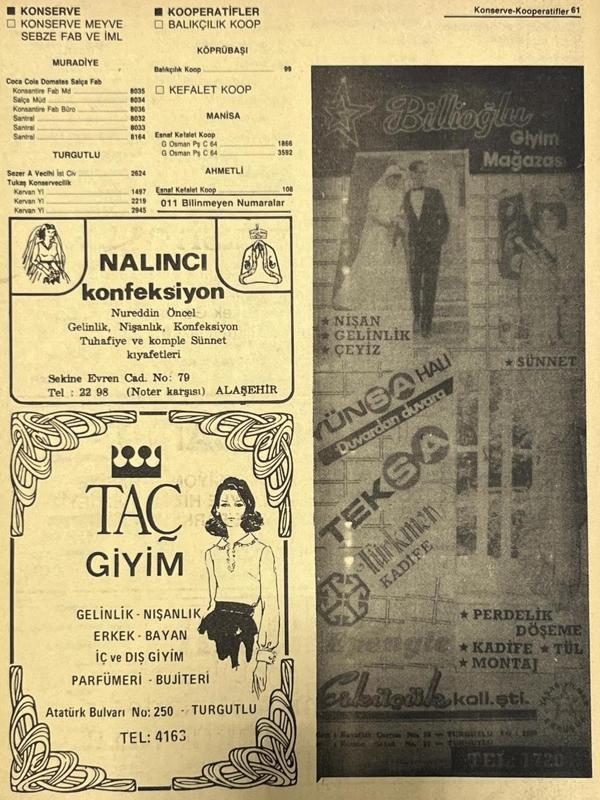 Konserve-Kooperatifler 61
■ KONSERVE
□ KONSERVE MEYVE
SEBZE FAB VE İML
MURADİYE
Coca Cola Domates Salça Fab
Konsantire Fab Md 8035
Salça Müd 8034
Konsantire Fab Büro 8036
Santral 8032
Santral 8033
Santral 8164
TURGUTLU
Sezer A Vecihi İst Civ 2624
Tukaş Konservecilik
Kervan Yl 1497
Kervan Yl 2219
Kervan Yl 2945
■ KOOPERATİFLER
□ BALIKÇILIK KOOP
KÖPRÜBAŞI
Balıkçılık Koop 99
□ KEFALET KOOP
MANİSA
Esnaf Kefalet Koop
G Osman Pş C 64 1866
G Osman Pş C 64 3592
AHMETLİ
Esnaf Kefalet Koop 108
011 Bilinmeyen Numaralar
NALINCI
konfeksiyon
Nureddin Öncel
Gelinlik, Nişanlık, Konfeksiyon
Tuhafiye ve komple Sünnet
kıyafetleri
Sekine Evren Cad. No: 79
Tel : 22 98 (Noter karşısı) ALAŞEHİR
TAÇ
GİYİM
GELİNLİK - NIŞANLIK
ERKEK - BAYAN
İÇ ve DIŞ GİYİM
PARFÜMERİ - BUJİTERİ
Atatürk Bulvarı No: 250 - TURGUTLU
TEL: 4163
Billioğlu
Giyim
Mağazası
★ NİŞAN
★ GELİNLİK
★ ÇEYİZ
★ SÜNNET
YÜNSA HALI
Duvardan duvara
TEKSA
Türkmen
KADİFE
★ PERDELİK
DÖŞEME
★ KADİFE ★ TÜL
★ MONTAJ
koll. şti.
TURGUTLU
TEL: 1720